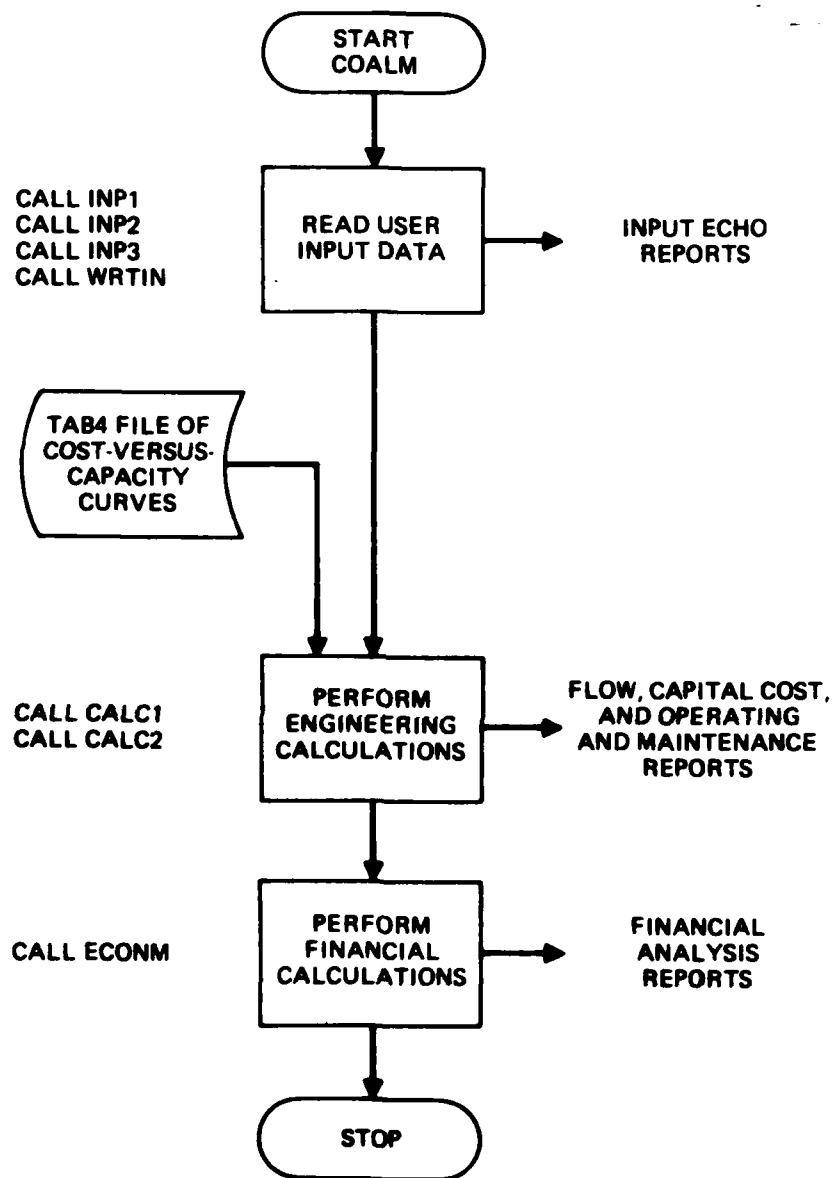 START
COALM
CALL INP1
CALL INP2
CALL INP3
CALL WRTIN
READ USER
INPUT DATA
INPUT ECHO
REPORTS
TAB4 FILE OF
COST-VERSUS-
CAPACITY
CURVES
CALL CALC1
CALL CALC2
PERFORM
ENGINEERING
CALCULATIONS
FLOW, CAPITAL COST,
AND OPERATING
AND MAINTENANCE
REPORTS
CALL ECONM
PERFORM
FINANCIAL
CALCULATIONS
FINANCIAL
ANALYSIS
REPORTS
STOP